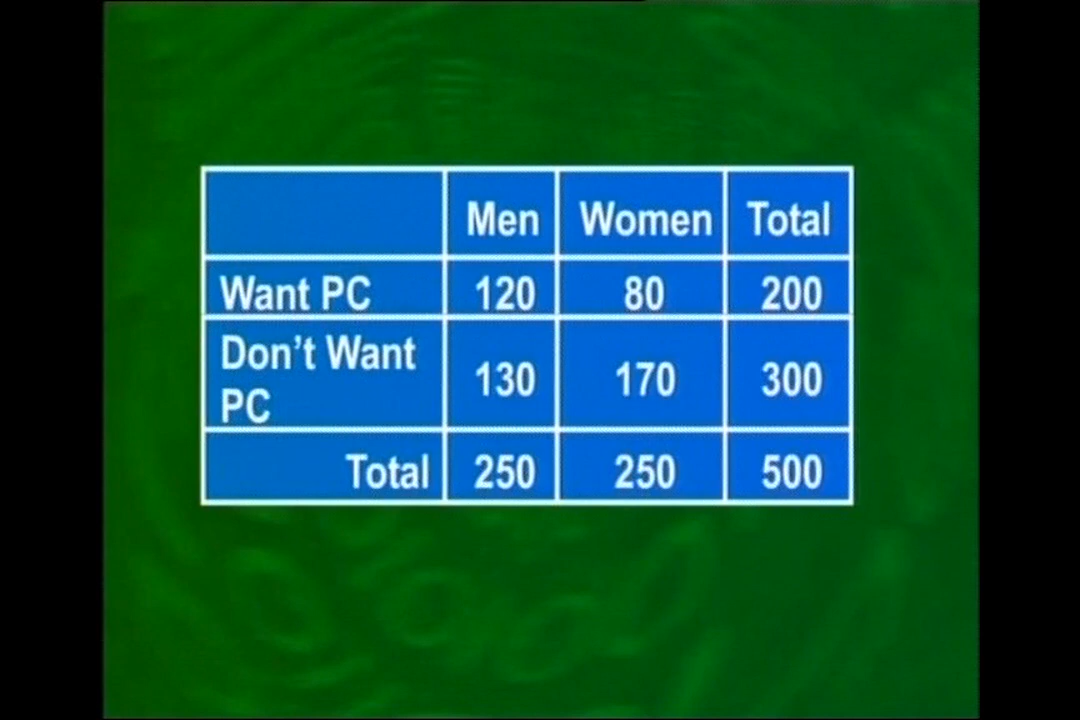 Men Women Total
Want PC 120 80 200
Don't Want
PC 130 170 300
Total 250 250 500